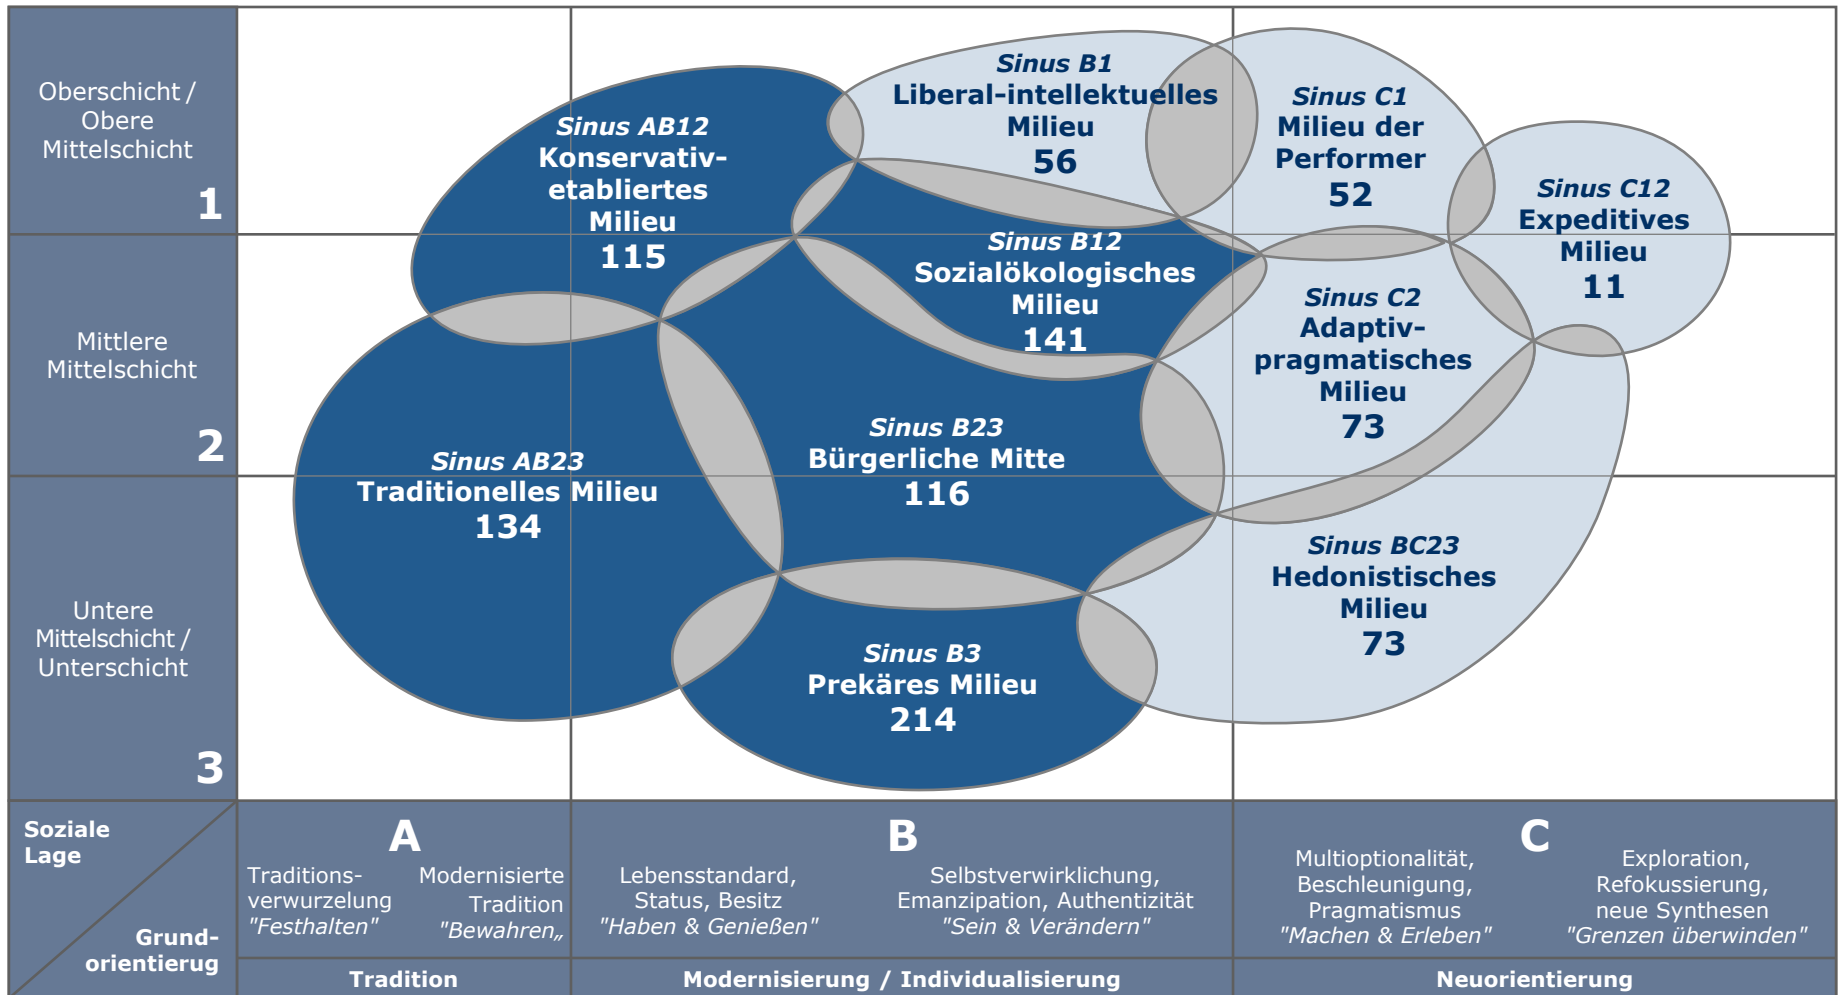 Oberschicht /
Obere
Mittelschicht
1
Mittlere
Mittelschicht
2
Untere
Mittelschicht /
Unterschicht
3
Sinus AB12
Konservativ-
etabliertes
Milieu
115
Sinus B1
Liberal-intellektuelles
Milieu
56
Sinus C1
Milieu der
Performer
52
Sinus C12
Expeditives
Milieu
11
Sinus B12
Sozialökologisches
Milieu
141
Sinus C2
Adaptiv-
pragmatisches
Milieu
73
Sinus AB23
Traditionelles Milieu
134
Sinus B23
Bürgerliche Mitte
116
Sinus BC23
Hedonistisches
Milieu
73
Sinus B3
Prekäres Milieu
214
Soziale
Lage
Grund-
orientierug
A
Traditions-
verwurzelung
"Festhalten"
Modernisierte
Tradition
"Bewahren„
B
Lebensstandard,
Status, Besitz
"Haben & Genießen"
Selbstverwirklichung,
Emanzipation, Authentizität
"Sein & Verändern"
C
Multioptionalität,
Beschleunigung,
Pragmatismus
"Machen & Erleben"
Exploration,
Refokussierung,
neue Synthesen
"Grenzen überwinden"
Tradition
Modernisierung / Individualisierung
Neuorientierung